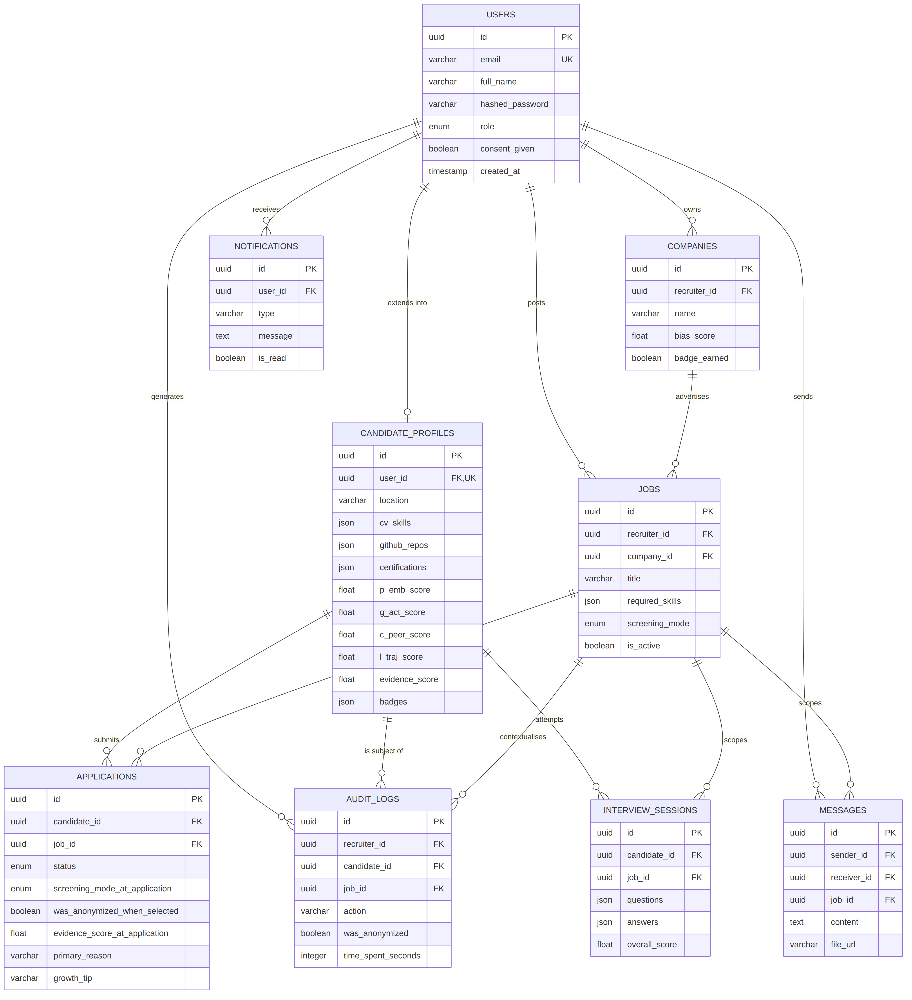 USERS
uuid id PK
varchar email UK
varchar full_name
varchar hashed_password
enum role
boolean consent_given
timestamp created_at
receives
owns
NOTIFICATIONS
uuid id PK
uuid user_id FK
varchar type
text message
boolean is_read
COMPANIES
uuid id PK
uuid recruiter_id FK
varchar name
float bias_score
boolean badge_earned
extends into
posts
generates
advertises
sends
CANDIDATE_PROFILES
uuid id PK
uuid user_id FK,UK
varchar location
json cv_skills
json github_repos
json certifications
float p_emb_score
float g_act_score
float c_peer_score
float l_traj_score
float evidence_score
json badges
JOBS
uuid id PK
uuid recruiter_id FK
uuid company_id FK
varchar title
json required_skills
enum screening_mode
boolean is_active
scopes
attempts
contextualises
submits
scopes
is subject of
APPLICATIONS
uuid id PK
uuid candidate_id FK
uuid job_id FK
enum status
enum screening_mode_at_application
boolean was_anonymized_when_selected
float evidence_score_at_application
varchar primary_reason
varchar growth_tip
AUDIT_LOGS
uuid id PK
uuid recruiter_id FK
uuid candidate_id FK
uuid job_id FK
varchar action
boolean was_anonymized
integer time_spent_seconds
INTERVIEW_SESSIONS
uuid id PK
uuid candidate_id FK
uuid job_id FK
json questions
json answers
float overall_score
MESSAGES
uuid id PK
uuid sender_id FK
uuid receiver_id FK
uuid job_id FK
text content
varchar file_url